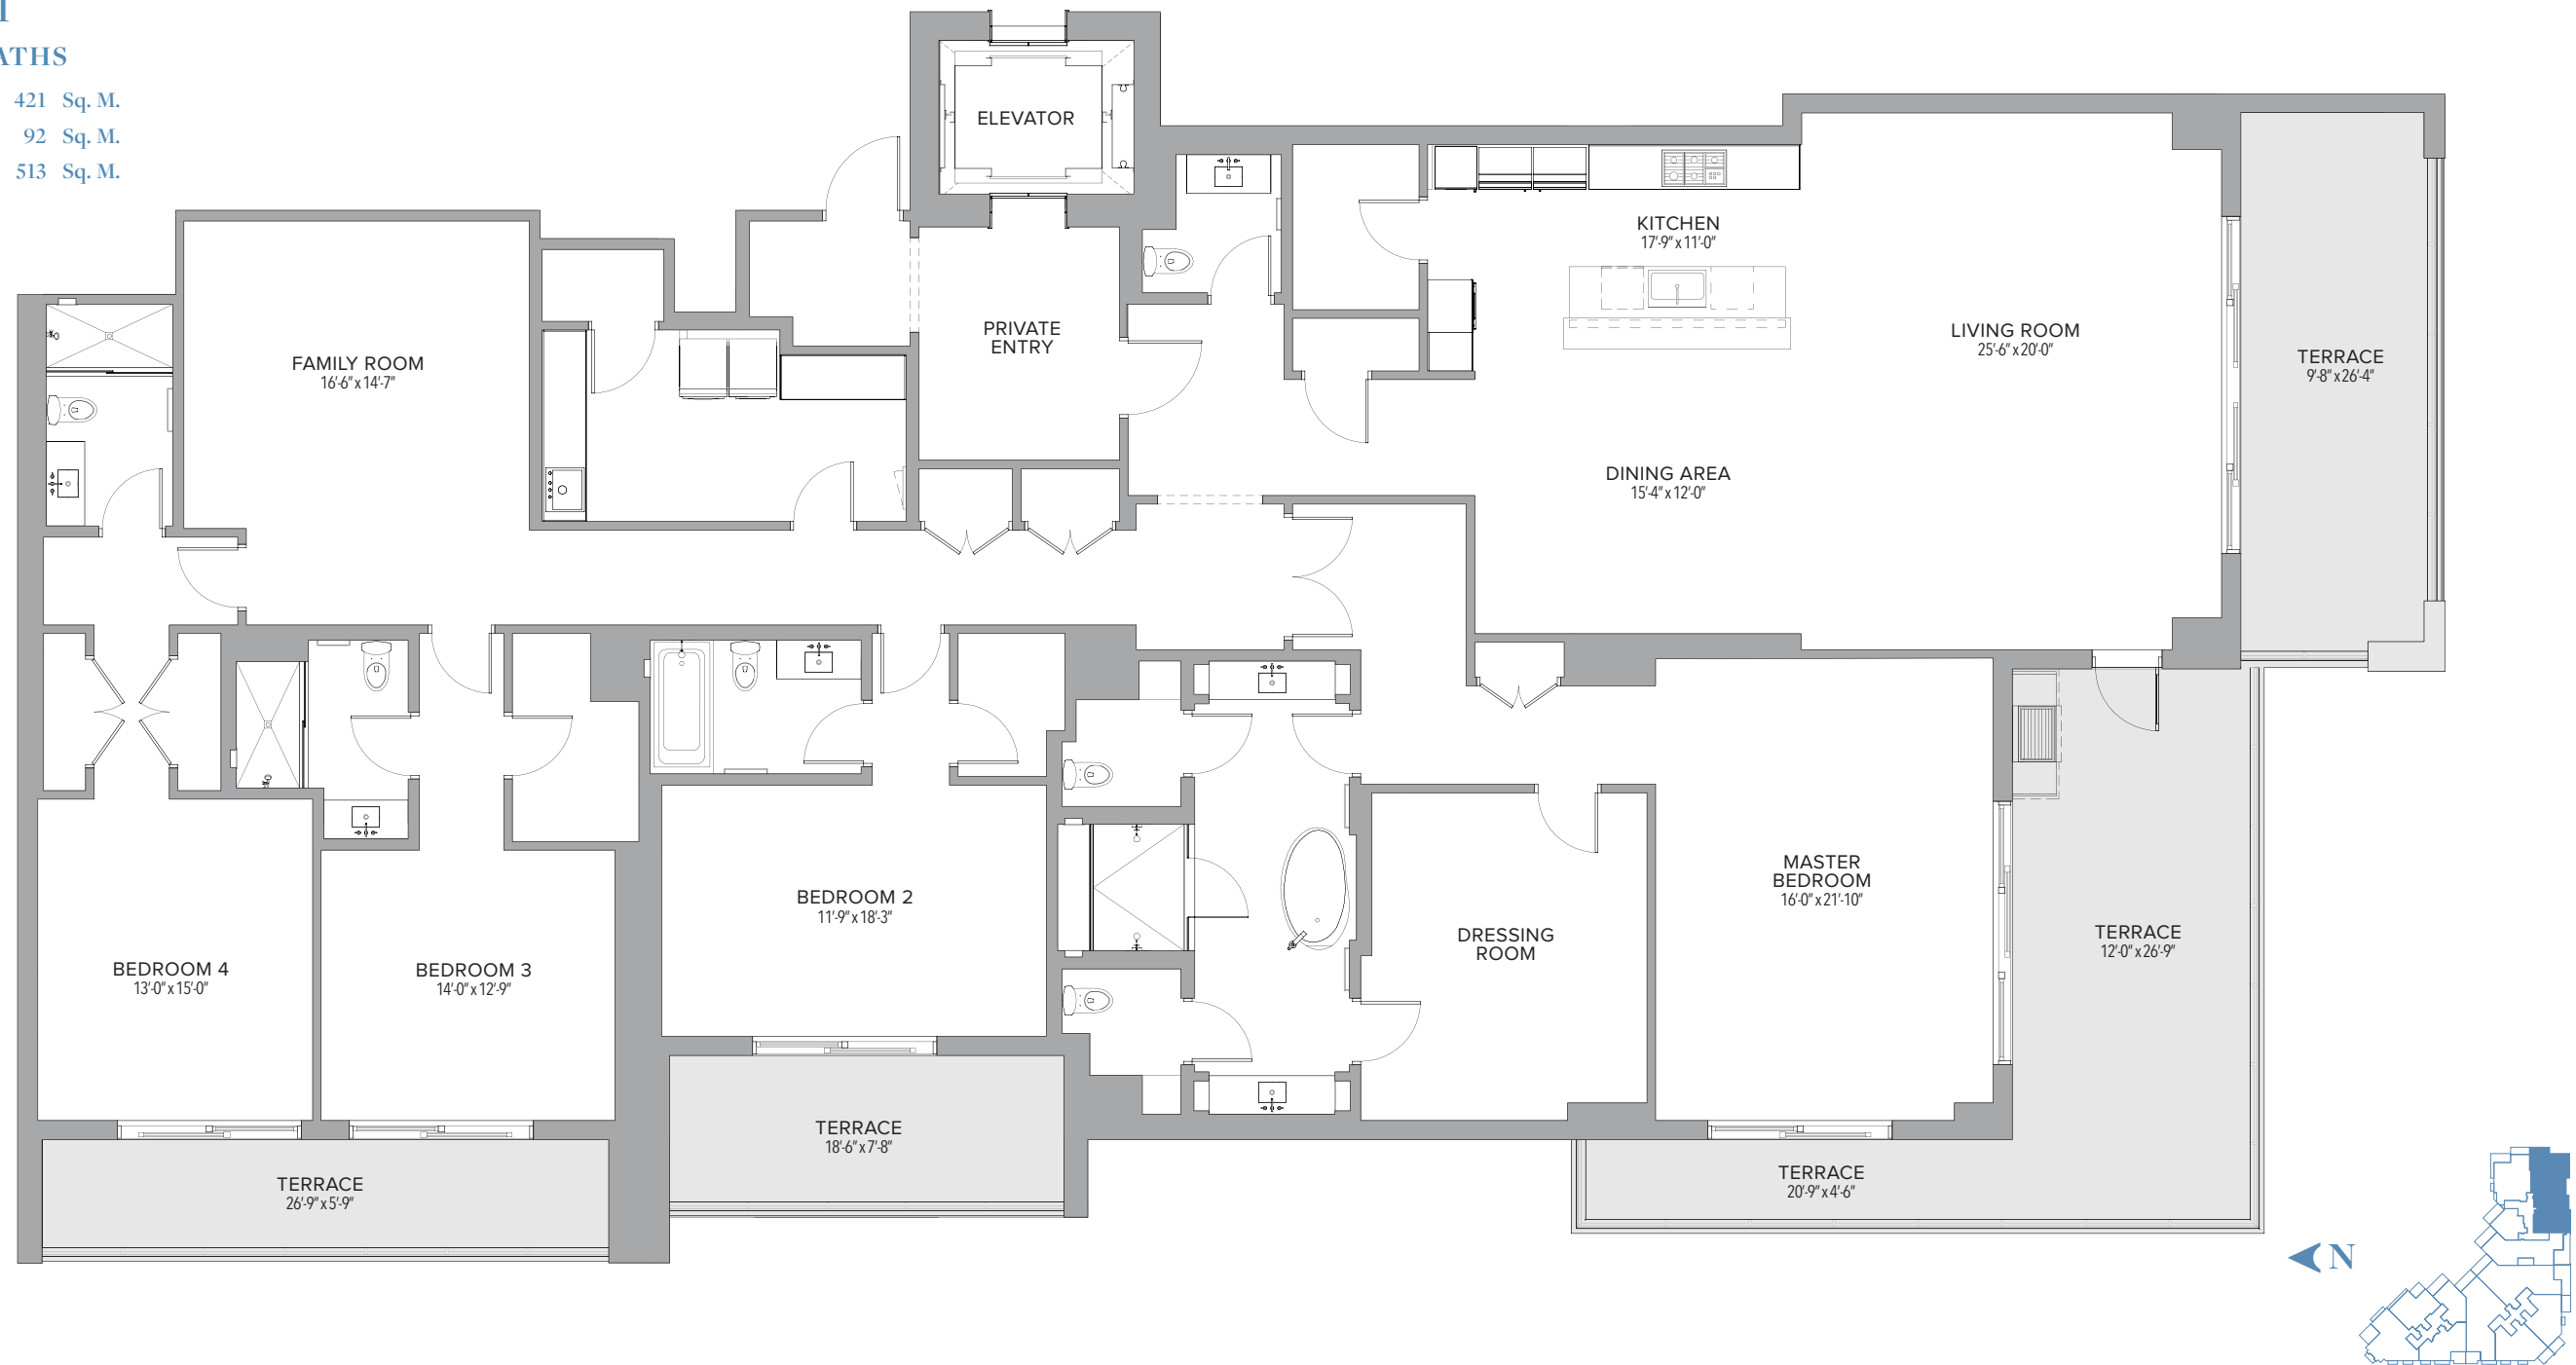 ATHS
421 Sq. M.
92 Sq. M.
513 Sq. M.
ELEVATOR
KITCHEN
17'-9" x 11'-0"
PRIVATE
ENTRY
LIVING ROOM
25'-6" x 20'-0"
TERRACE
9'-8" x 26'-4"
FAMILY ROOM
16'-6" x 14'-7"
DINING AREA
15'-4" x 12'-0"
MASTER
BEDROOM
16'-0" x 21'-10"
BEDROOM 2
11'-9" x 18'-3"
DRESSING
ROOM
TERRACE
12'-0" x 26'-9"
BEDROOM 4
13'-0" x 15'-0"
BEDROOM 3
14'-0" x 12'-9"
TERRACE
18'-6" x 7'-8"
TERRACE
20'-9" x 4'-6"
TERRACE
26'-9" x 5'-9"
N